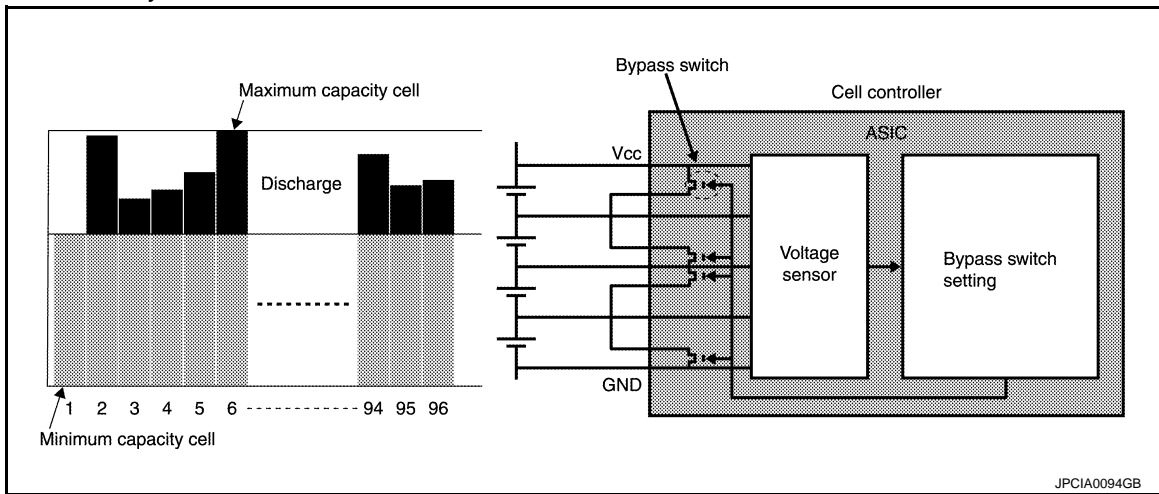 Bypass switch
Maximum capacity cell
Cell controller
ASIC
Vcc
Discharge
Voltage
sensor
Bypass switch
setting
GND
1 2 3 4 5 6 94 95 96
Minimum capacity cell
JPCIA0094GB